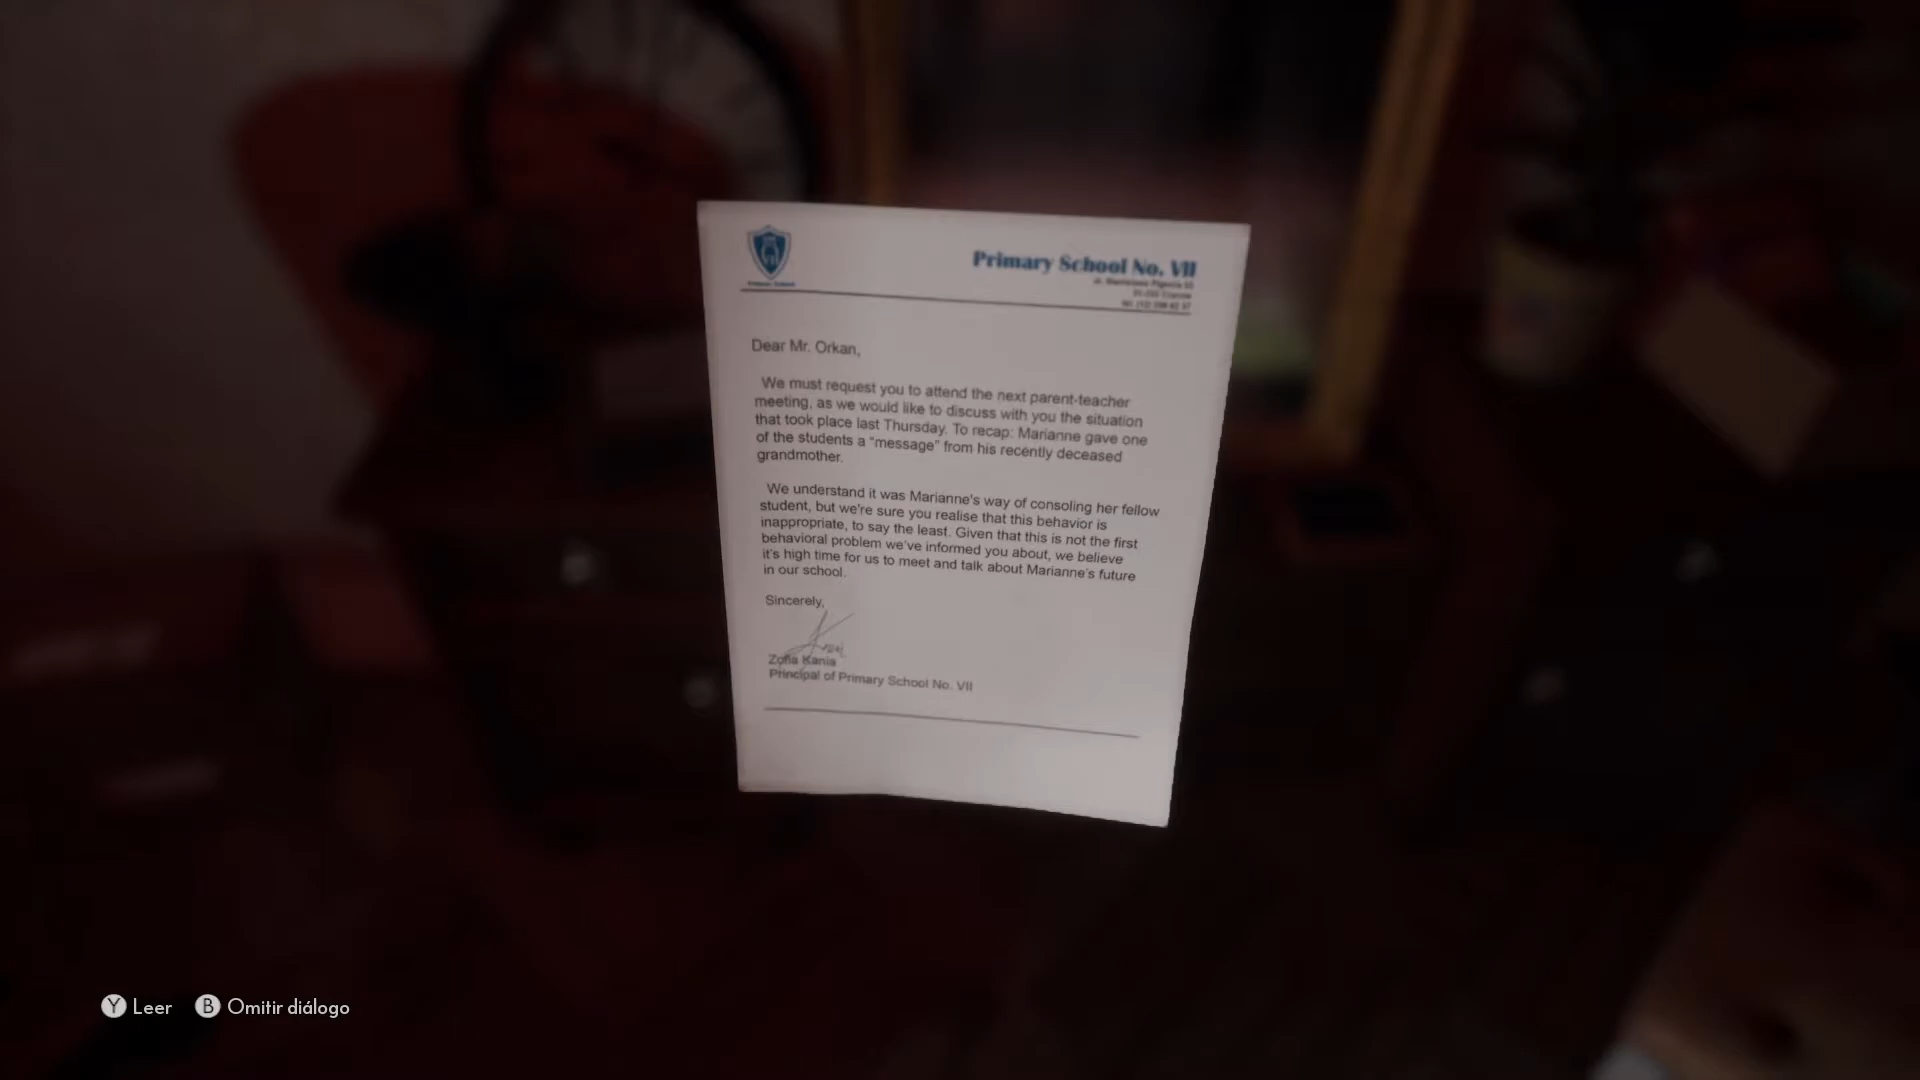 Primary School No. VII
Dear Mr. Orkan,
We must request you to attend the next parent-teacher
meeting, as we would like to discuss with you the situation
that took place last Thursday. To recap: Marianne gave one
of the students a "message" from his recently deceased
grandmother.
We understand it was Marianne's way of consoling her fellow
student, but we're sure you realise that this behavior is
inappropriate, to say the least. Given that this is not the first
behavioral problem we've informed you about, we believe
it's high time for us to meet and talk about Marianne's future
in our school.
Sincerely,
Zofia Kania
Principal of Primary School No. VII
Y Leer B Omitir diálogo